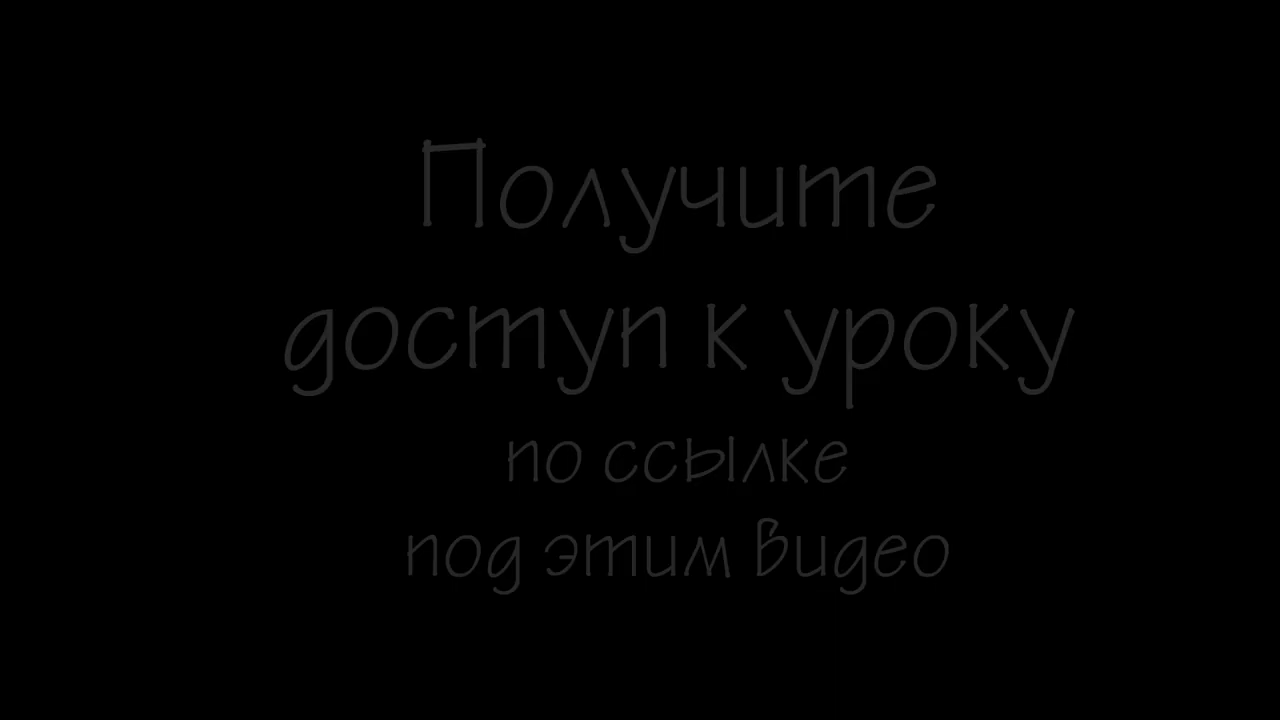 Получите
доступ к уроку
по ссылке
под этим видео